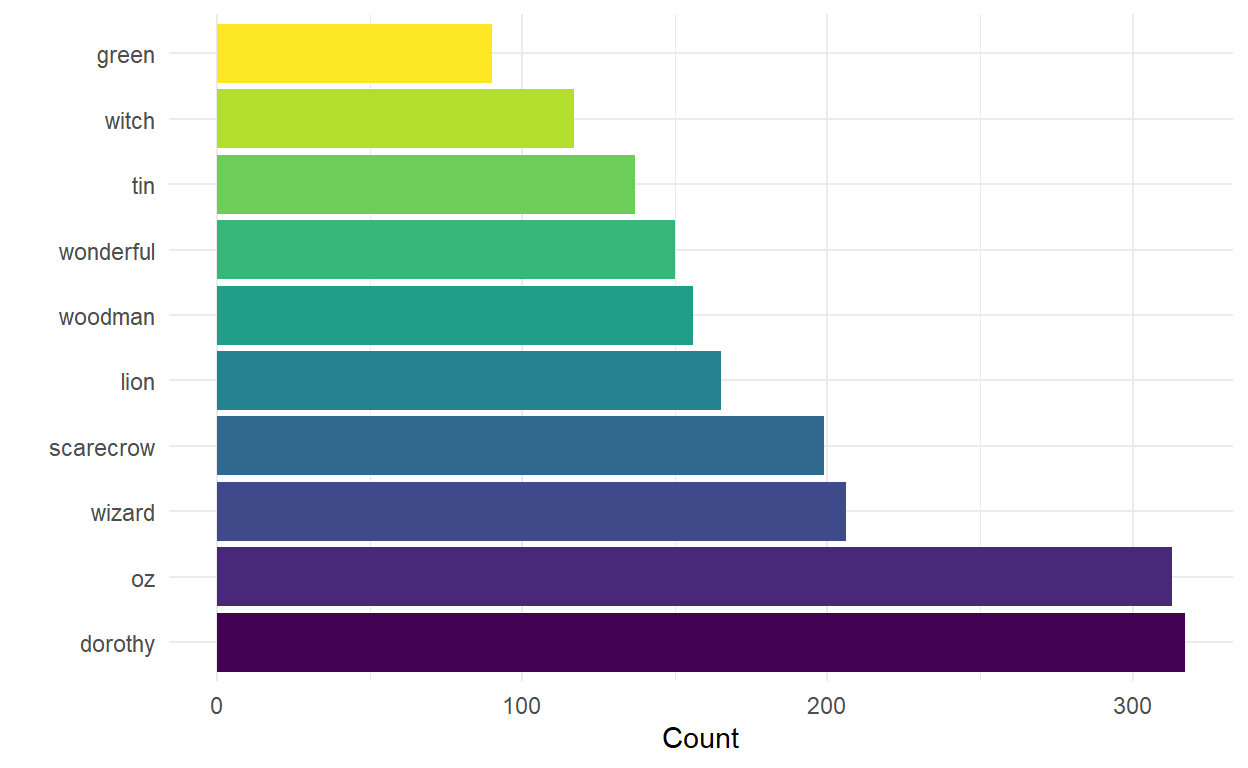 green
witch
tin
wonderful
woodman
lion
scarecrow
wizard
oz
dorothy
0 100 200 300
Count